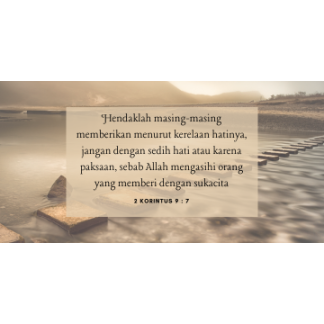 Hendaklah masing-masing
memberikan menurut kerelaan hatinya,
jangan dengan sedih hati atau karena
paksaan, sebab Allah mengasihi orang
yang memberi dengan sukacita
2 KORINTUS 9 : 7